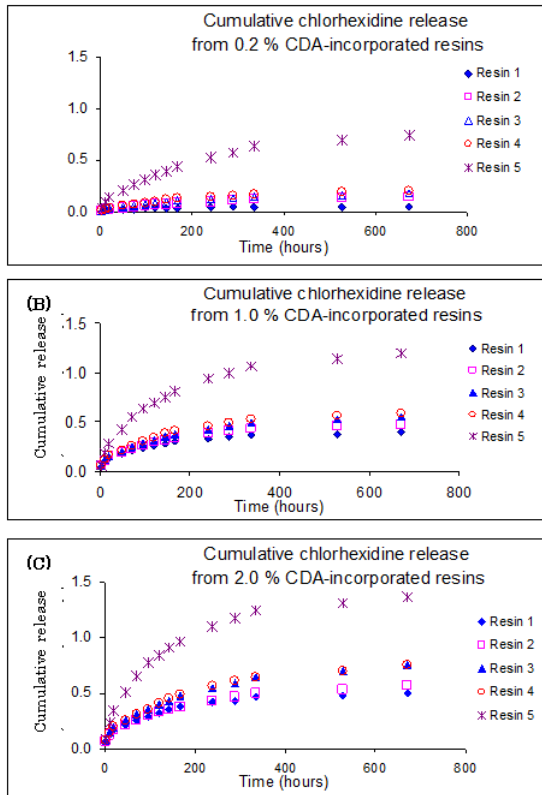 Cumulative chlorhexidine release
from 0.2 % CDA-incorporated resins
1.5
1.0
0.5
0.0
0
200
400
600
800
Time (hours)
Resin 1
Resin 2
Resin 3
Resin 4
Resin 5
(B)
Cumulative chlorhexidine release
from 1.0 % CDA-incorporated resins
Cumulative release
1.5
1.0
0.5
0.0
0
200
400
600
800
Time (hours)
Resin 1
Resin 2
Resin 3
Resin 4
Resin 5
(C)
Cumulative chlorhexidine release
from 2.0 % CDA-incorporated resins
Cumulative release
1.5
1.0
0.5
0.0
0
200
400
600
800
Time (hours)
Resin 1
Resin 2
Resin 3
Resin 4
Resin 5